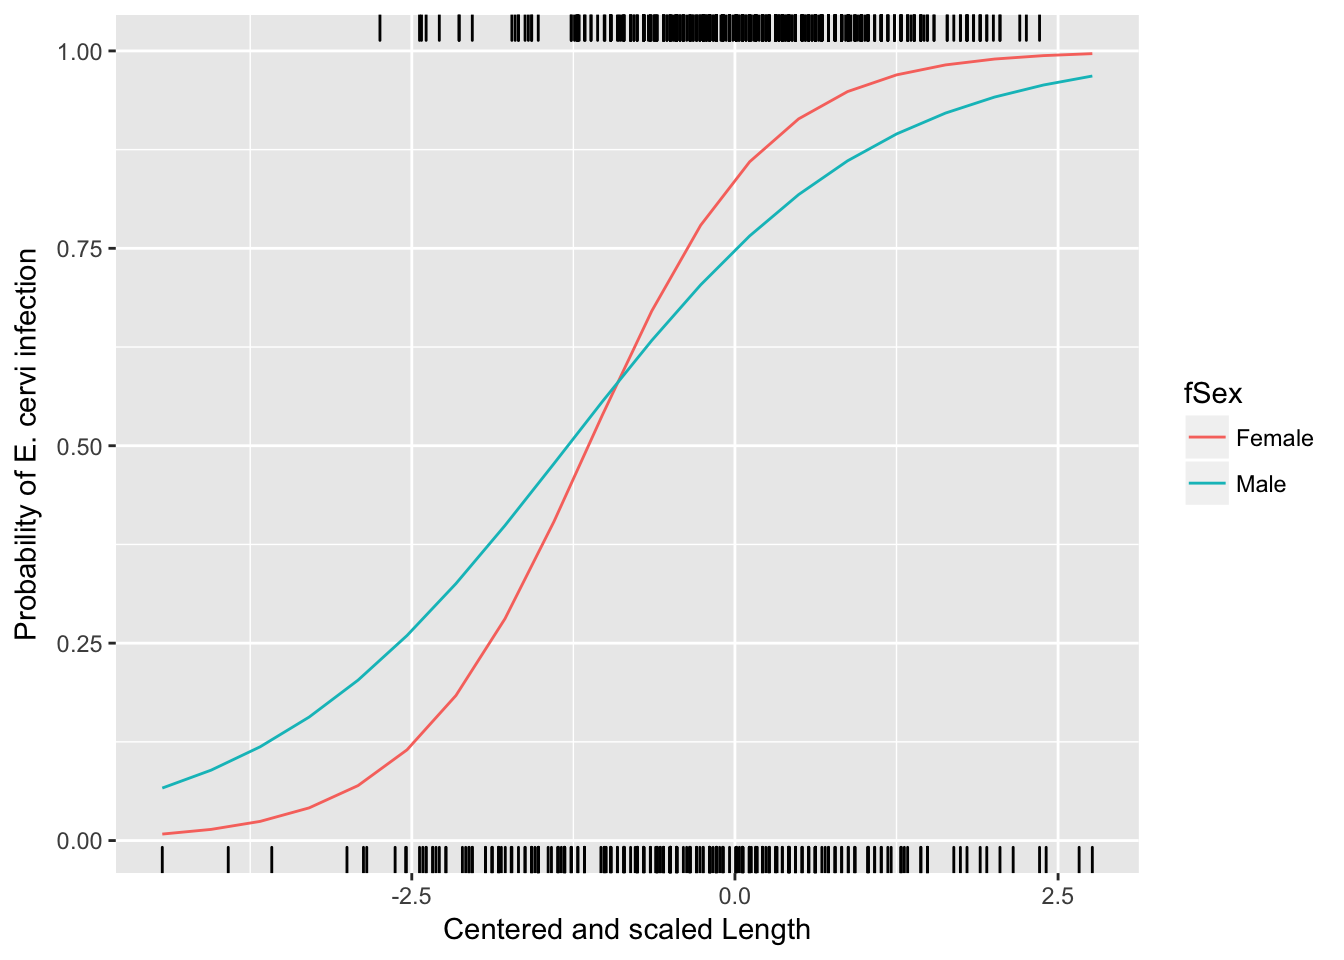 1.00
0.75
0.50
0.25
0.00
Probability of E. cervi infection
-2.5
0.0
2.5
Centered and scaled Length
fSex
Female
Male